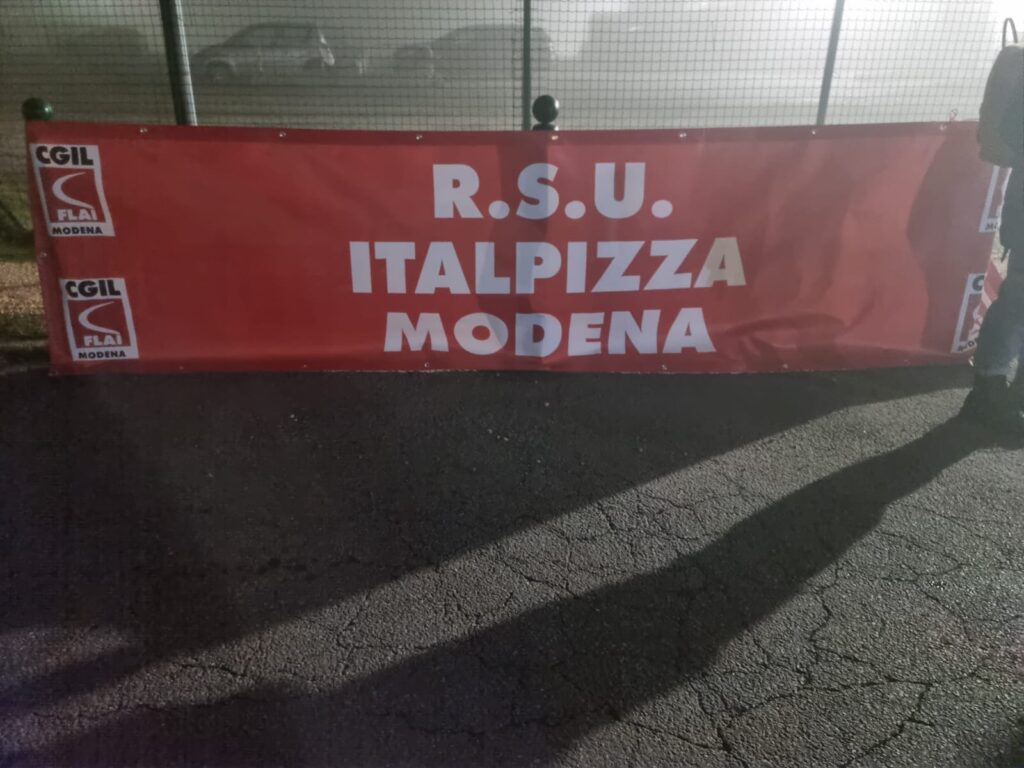 CGIL
FLAI
MODENA
R.S.U.
ITALPIZZA
MODENA
CGIL
FLAI
MODENA